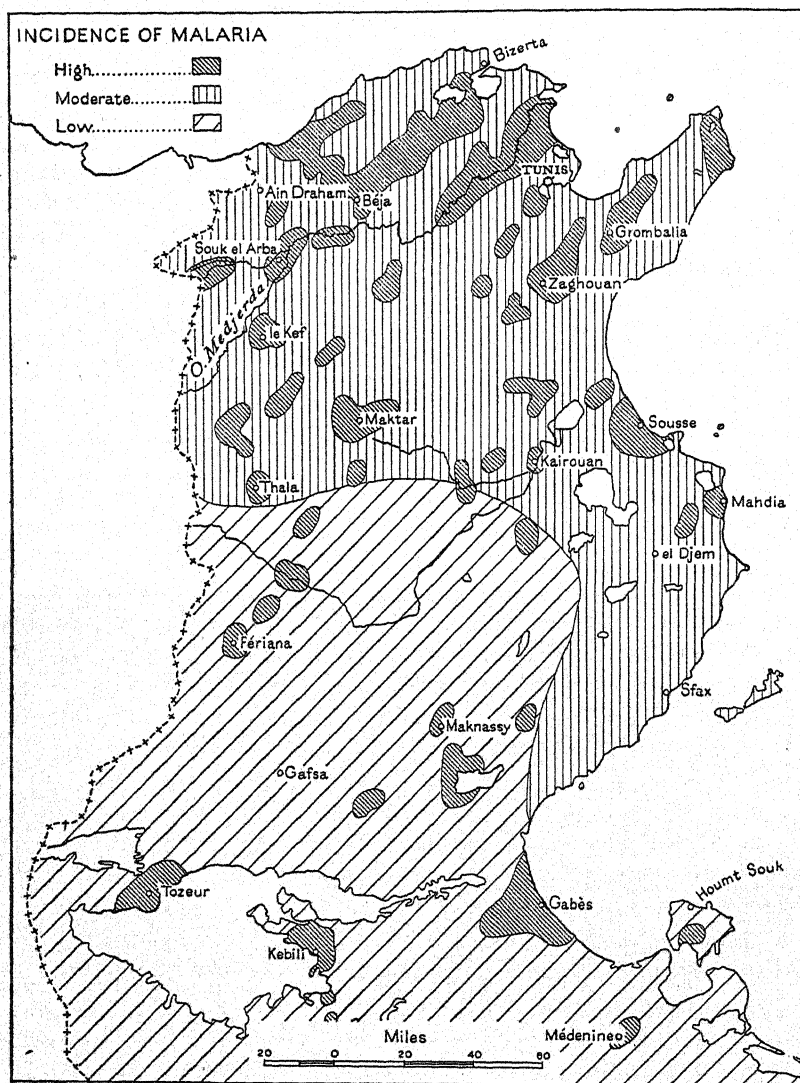 INCIDENCE OF MALARIA
High
Moderate
Low
Bizerta
TUNIS
Ain Draham
Béja
Grombalia
Souk el Arba
Zaghouan
O. Medjerda
le Kef
Maktar
Sousse
Kairouan
Thala
Mahdia
el Djem
Fériana
Sfax
Maknassy
Gafsa
Houmt Souk
Tozeur
Gabès
Kebili
Miles
Médenine
20 0 20 40 60